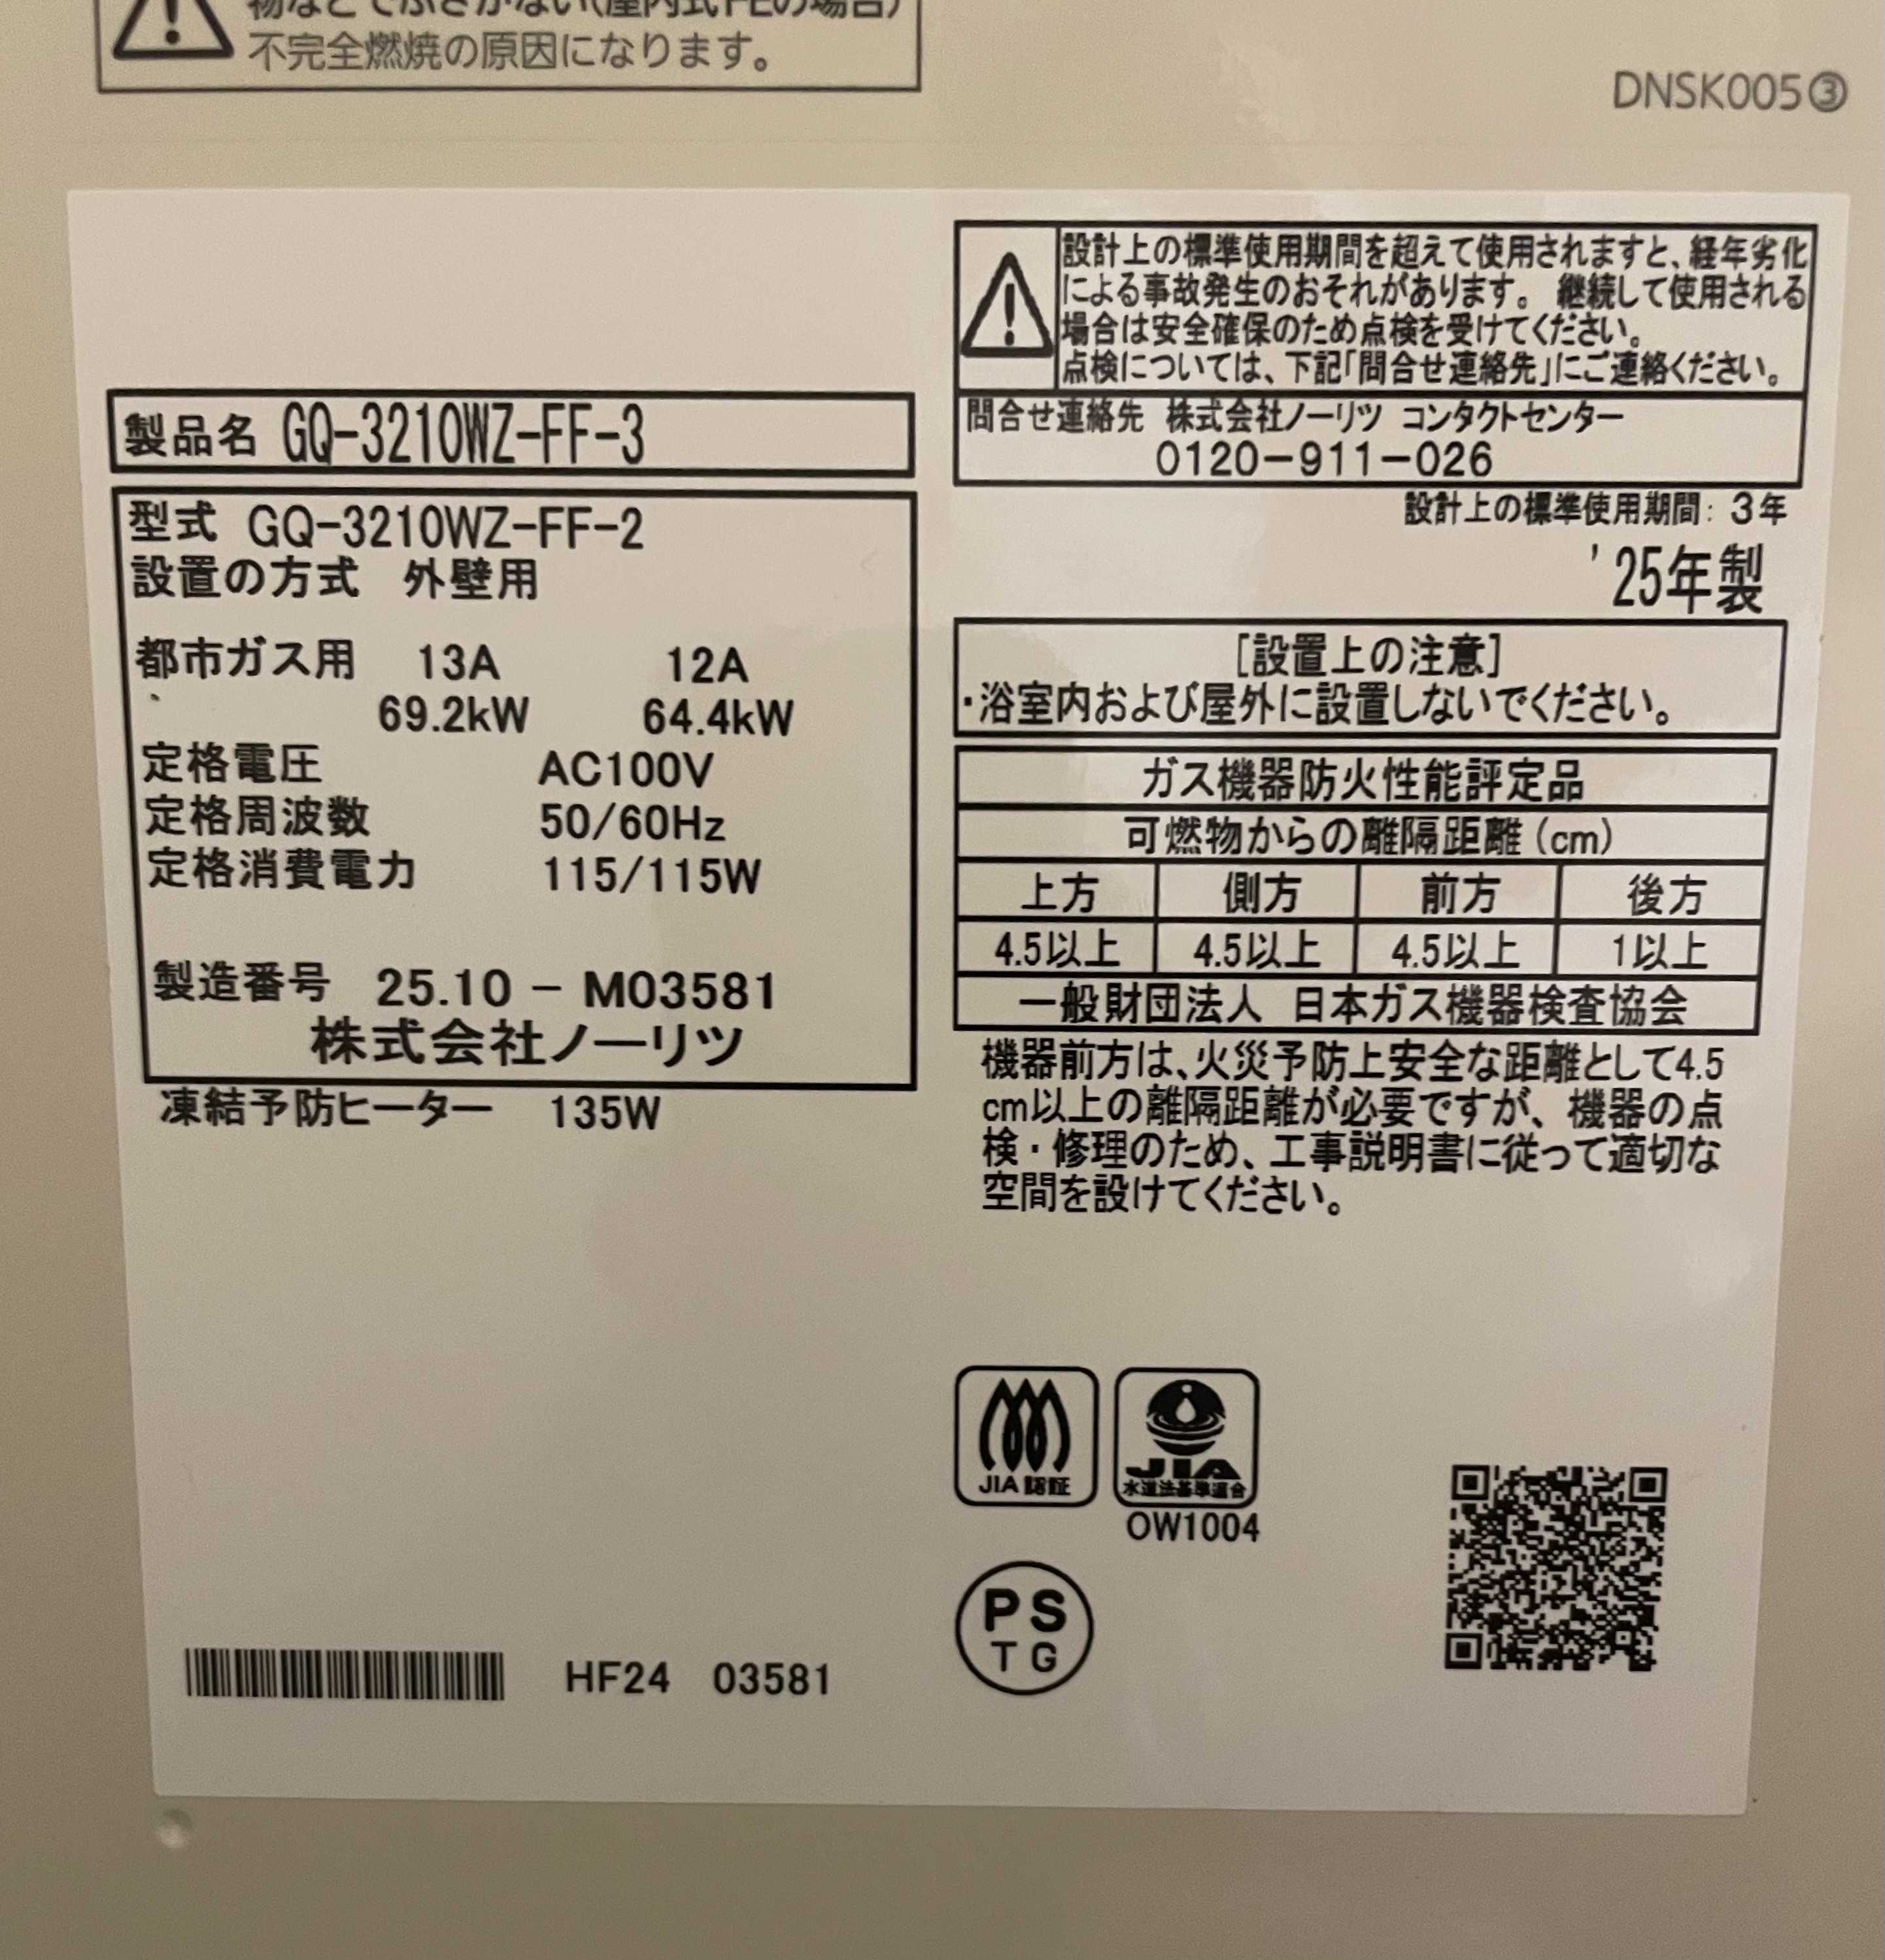 不完全燃焼の原因になります。
DNSK005③
製品名 GQ-3210WZ-FF-3
型式 GQ-3210WZ-FF-2
設置の方式 外壁用
都市ガス用 13A 12A
69.2kW 64.4kW
定格電圧 AC100V
定格周波数 50/60Hz
定格消費電力 115/115W
製造番号 25.10 - M03581
株式会社ノーリツ
凍結予防ヒーター 135W
設計上の標準使用期間を超えて使用されますと、経年劣化
による事故発生のおそれがあります。 継続して使用される
場合は安全確保のため点検を受けてください。
点検については、下記「問合せ連絡先」にご連絡ください。
問合せ連絡先 株式会社ノーリツ コンタクトセンター
0120-911-026
設計上の標準使用期間: 3年
'25年製
[設置上の注意]
・浴室内および屋外に設置しないでください。
ガス機器防火性能評定品
可燃物からの離隔距離(cm)
上方 側方 前方 後方
4.5以上 4.5以上 4.5以上 1以上
一般財団法人 日本ガス機器検査協会
機器前方は、火災予防上安全な距離として4.5
cm以上の離隔距離が必要ですが、機器の点
検・修理のため、工事説明書に従って適切な
空間を設けてください。
JIA 認証
JIA
水道法基準適合
OW1004
PS
TG
HF24 03581